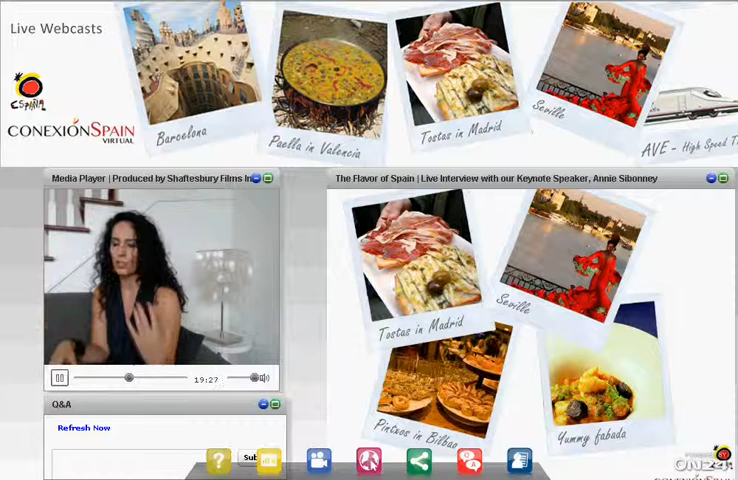 Live Webcasts
ESPAÑA
CONEXIÓNSPAIN
VIRTUAL
Barcelona
Paella in Valencia
Tostas in Madrid
Seville
AVE - High Speed T
Media Player | Produced by Shaftesbury Films In
The Flavor of Spain | Live Interview with our Keynote Speaker, Annie Sibonney
Tostas in Madrid
Seville
Pintxos in Bilbao
Yummy fabada
19:27
Q&A
Refresh Now
Sub
ON24